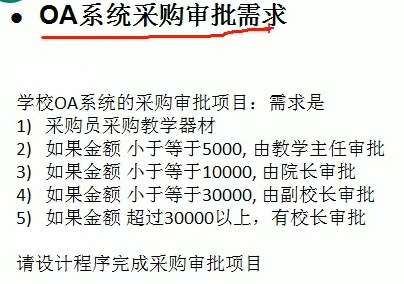 • OA系统采购审批需求
学校OA系统的采购审批项目：需求是
1) 采购员采购教学器材
2) 如果金额 小于等于5000, 由教学主任审批
3) 如果金额 小于等于10000, 由院长审批
4) 如果金额 小于等于30000, 由副校长审批
5) 如果金额 超过30000以上，有校长审批
请设计程序完成采购审批项目